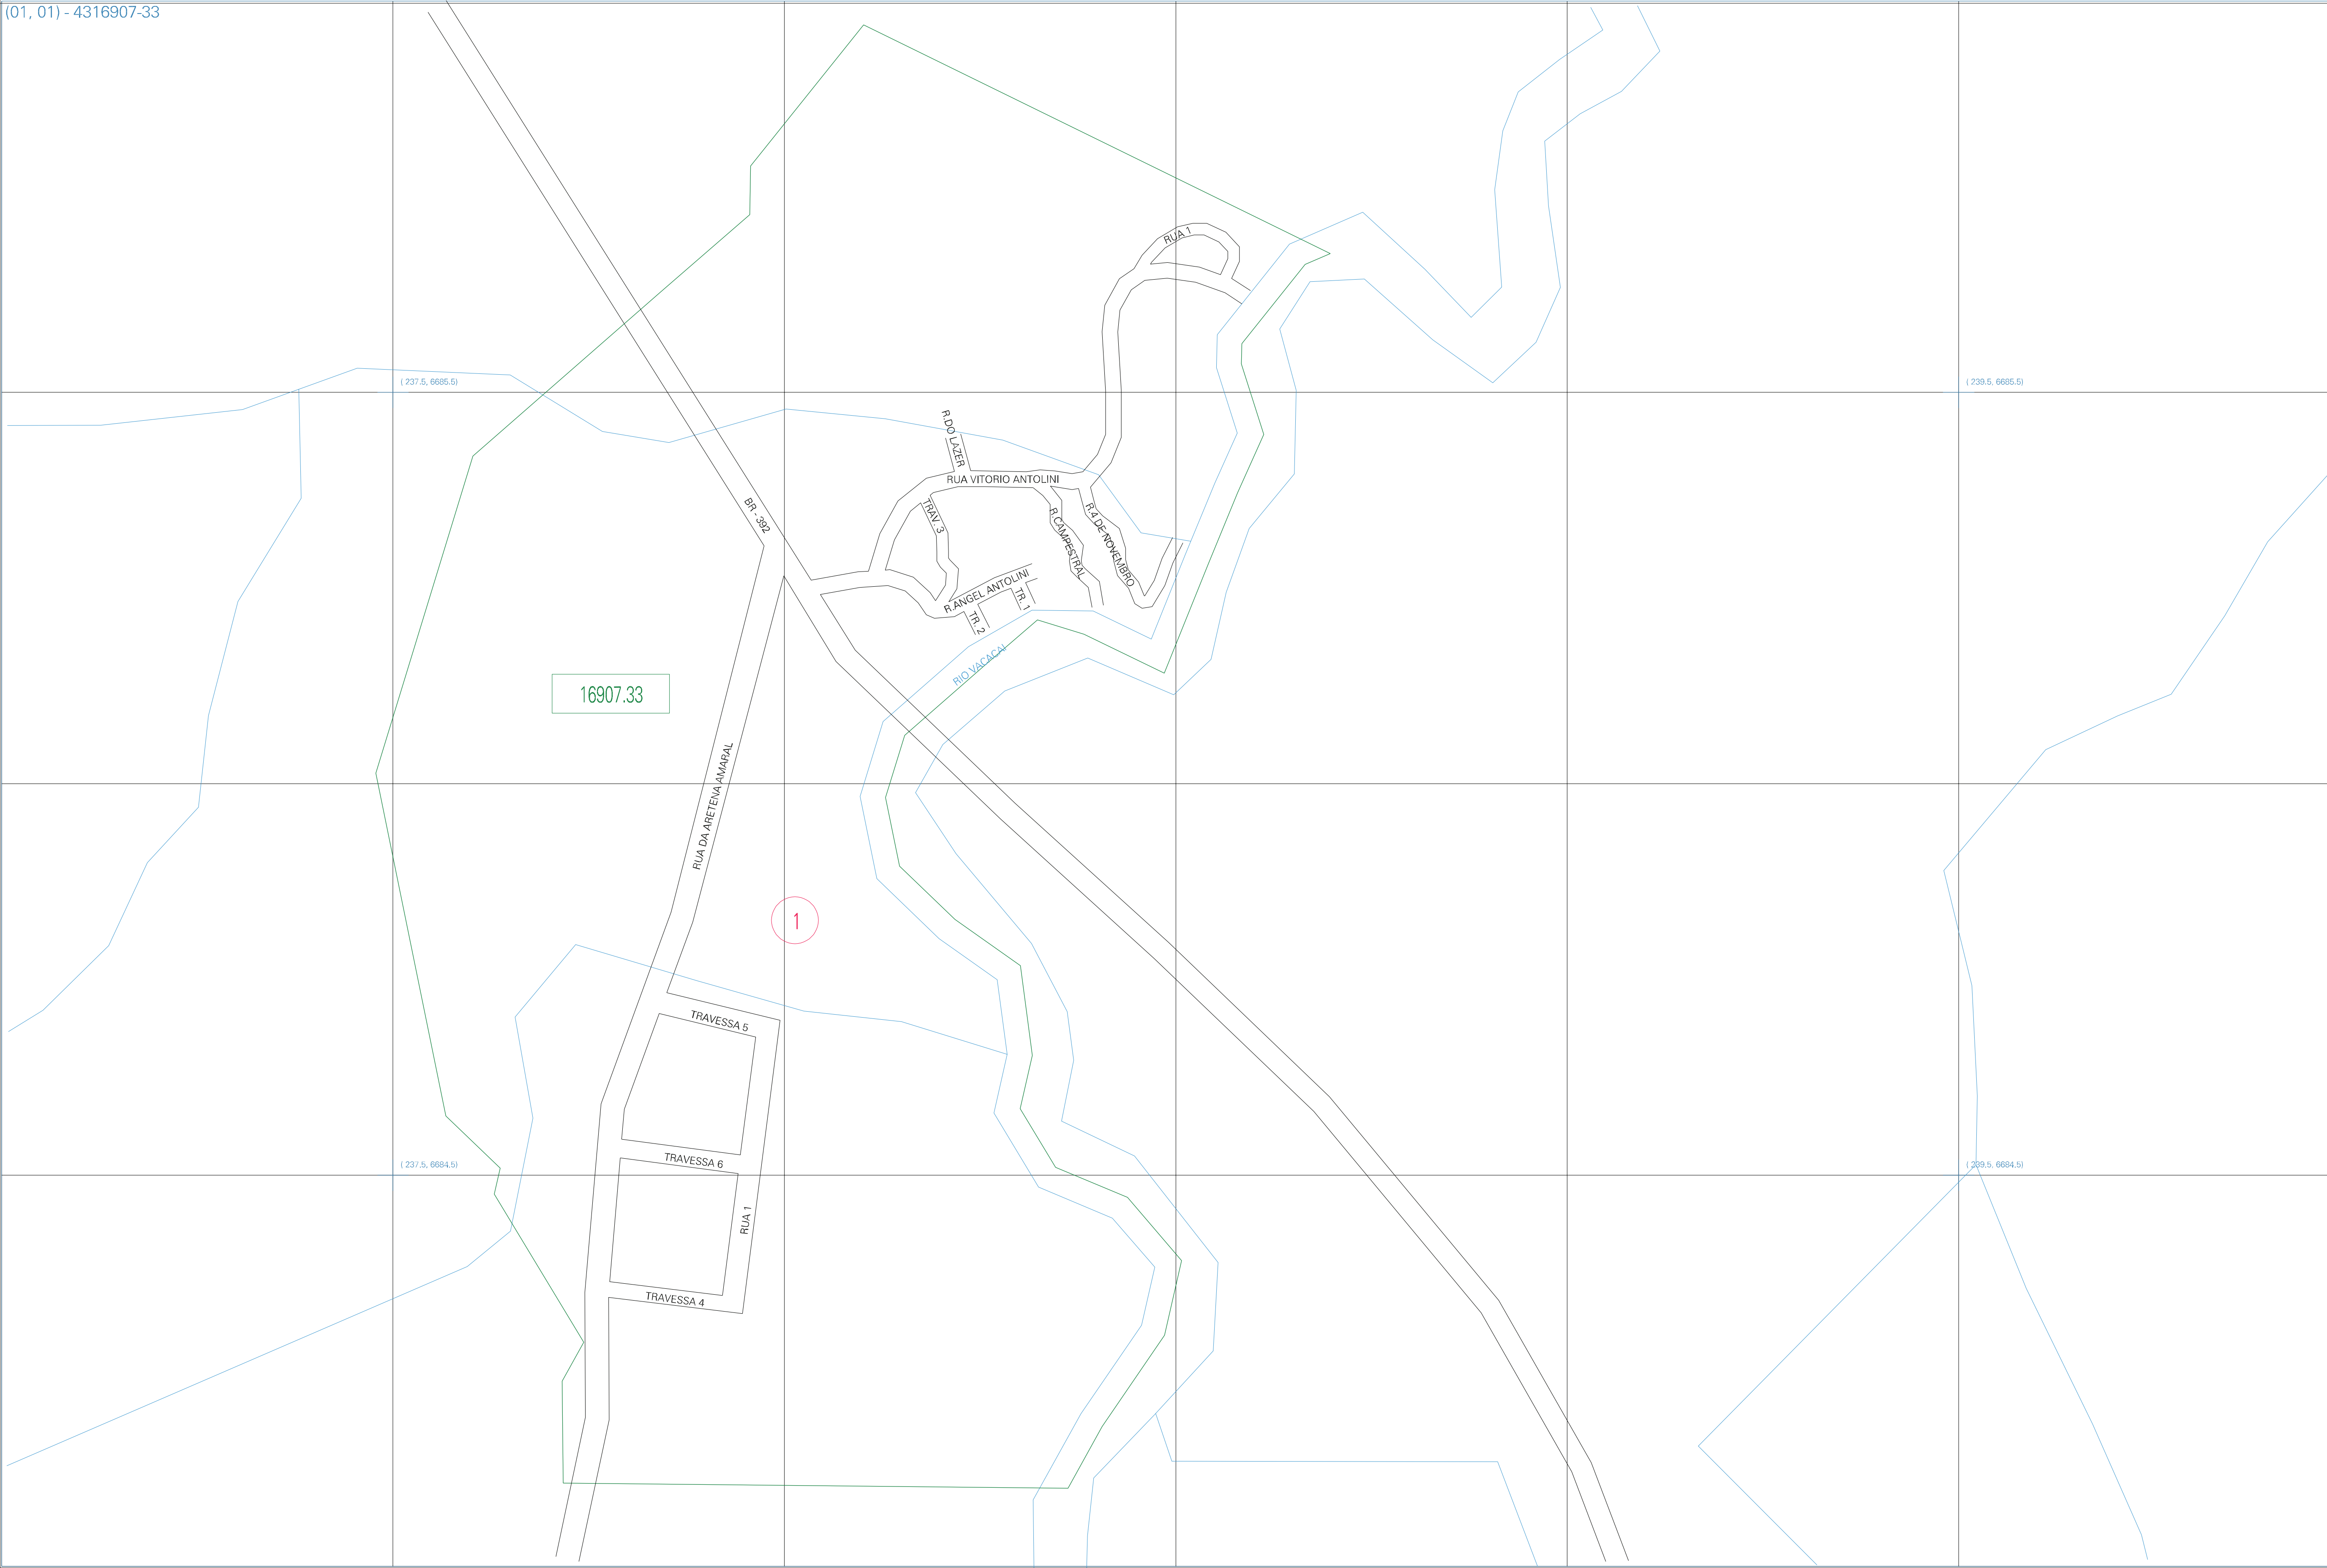 (01, 01) - 4316907-33
RUA 1
( 237.5, 6685.5)
( 239.5, 6685.5)
R.DO LAZER
RUA VITORIO ANTOLINI
BR - 392
TRAV. 3
R.CAMPESTRAL
R.4 DE NOVEMBRO
R.ANGEL ANTOLINI
TR. 1
TR. 2
RIO VACACAI
16907.33
RUA DA ARETENA AMARAL
1
TRAVESSA 5
TRAVESSA 6
( 237.5, 6684.5)
( 239.5, 6684.5)
RUA 1
TRAVESSA 4